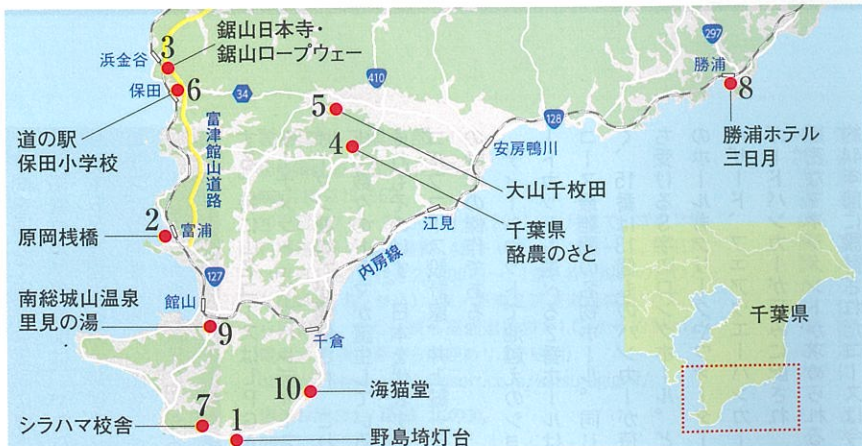 鋸山日本寺・
鋸山ロープウェー
3
浜金谷
保田
6
34
410
5
4
297
勝浦
8
勝浦ホテル
三日月
128
安房鴨川
道の駅
保田小学校
富津館山道路
大山千枚田
千葉県
酪農のさと
江見
内房線
2
富浦
原岡桟橋
127
館山
南総城山温泉
里見の湯
9
千倉
千葉県
10
海猫堂
シラハマ校舎
7
1
野島埼灯台